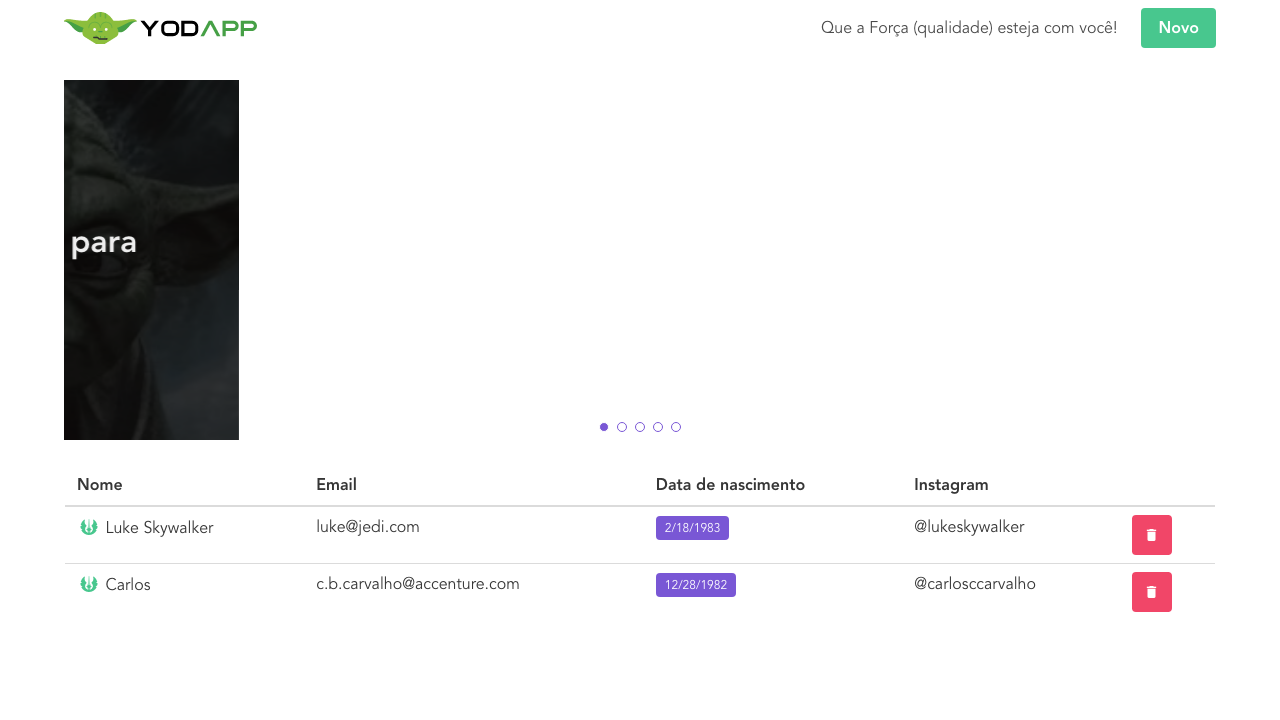 YODAPP
Que a Força (qualidade) esteja com você!
Novo
para
Nome Email Data de nascimento Instagram
Luke Skywalker luke@jedi.com 2/18/1983 @lukeskywalker
Carlos c.b.carvalho@accenture.com 12/28/1982 @carlosccarvalho